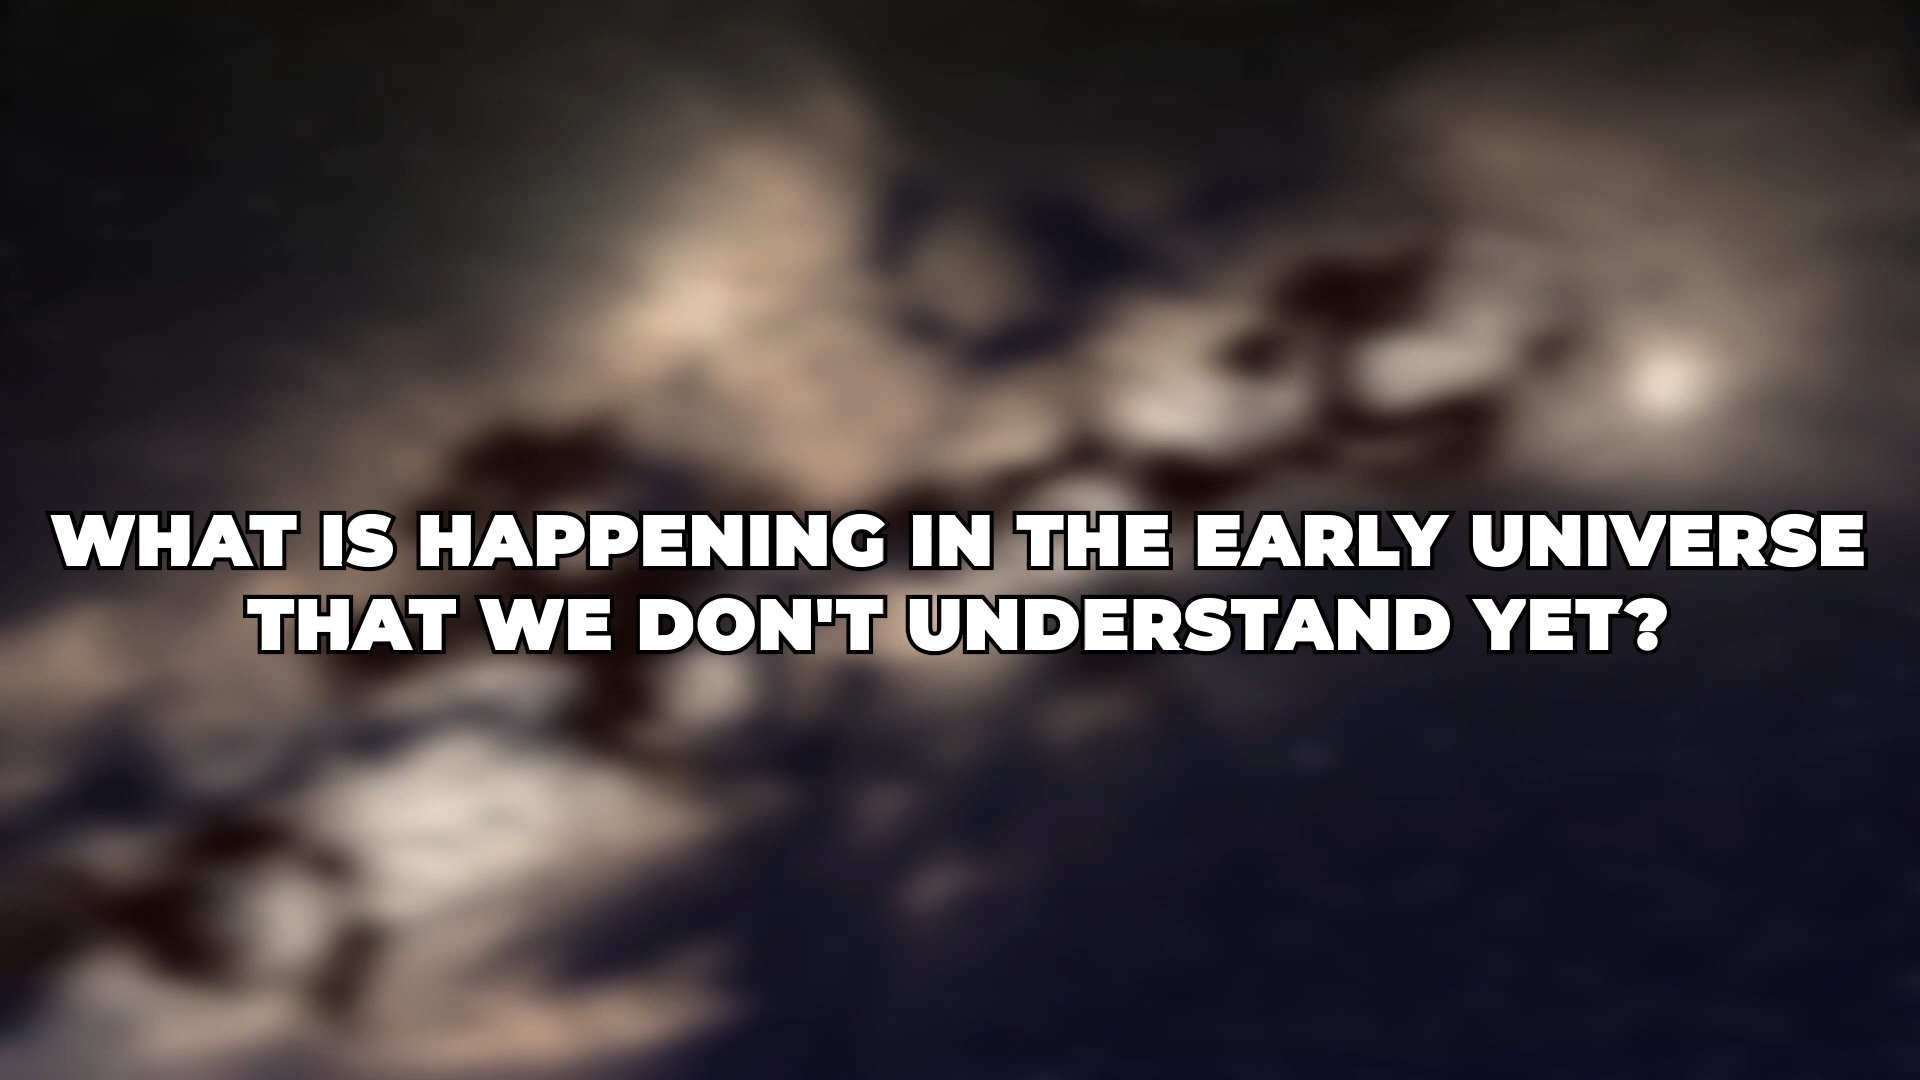 WHAT IS HAPPENING IN THE EARLY UNIVERSE
THAT WE DON'T UNDERSTAND YET?